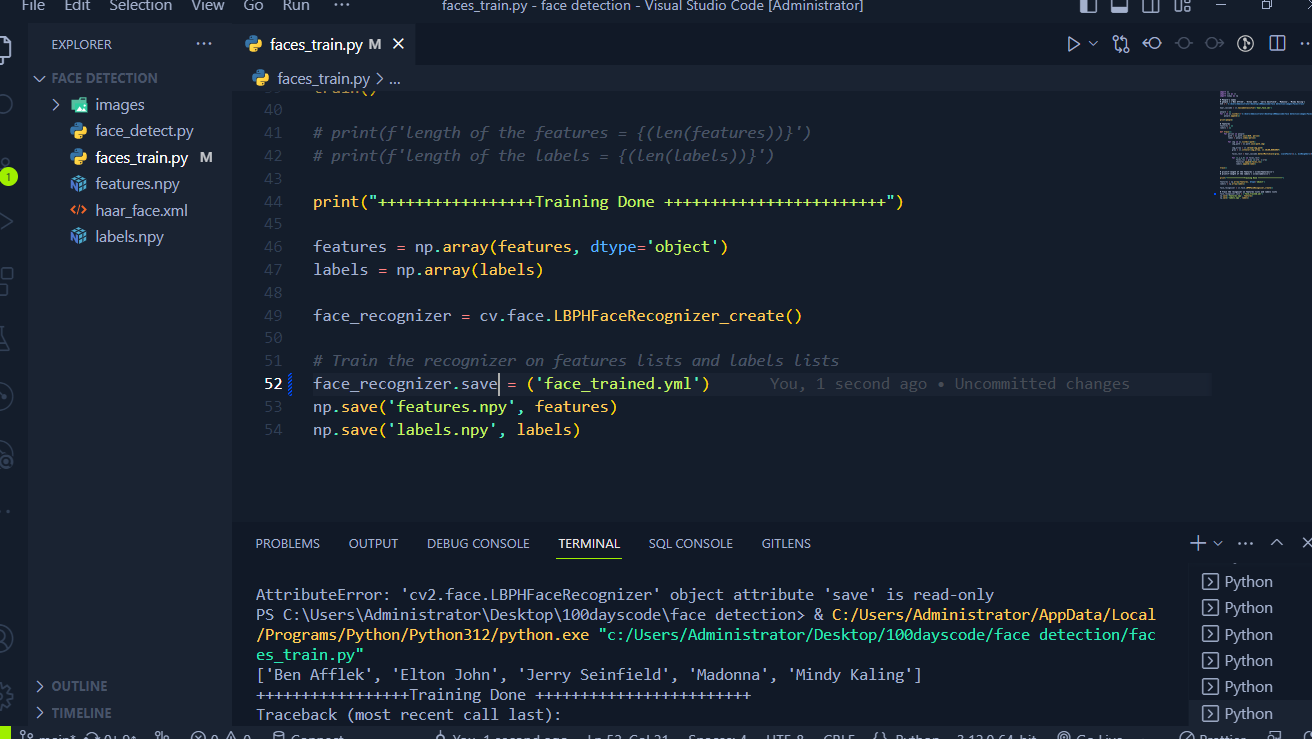 File Edit Selection View Go Run ··· faces_train.py - face detection - Visual Studio Code [Administrator]
EXPLORER ···
faces_train.py M
faces_train.py > ...
FACE DETECTION
images
face_detect.py
faces_train.py M
features.npy
haar_face.xml
labels.npy
OUTLINE
TIMELINE
1
train()
40
41 # print(f'length of the features = {(len(features))}')
42 # print(f'length of the labels = {(len(labels))}')
43
44 print("+++++++++++++++++Training Done ++++++++++++++++++++++++")
45
46 features = np.array(features, dtype='object')
47 labels = np.array(labels)
48
49 face_recognizer = cv.face.LBPHFaceRecognizer_create()
50
51 # Train the recognizer on features lists and labels lists
52 face_recognizer.save = ('face_trained.yml') You, 1 second ago • Uncommitted changes
53 np.save('features.npy', features)
54 np.save('labels.npy', labels)
PROBLEMS OUTPUT DEBUG CONSOLE TERMINAL SQL CONSOLE GITLENS
AttributeError: 'cv2.face.LBPHFaceRecognizer' object attribute 'save' is read-only
PS C:\Users\Administrator\Desktop\100dayscode\face detection> & C:/Users/Administrator/AppData/Local
/Programs/Python/Python312/python.exe "c:/Users/Administrator/Desktop/100dayscode/face detection/fac
es_train.py"
['Ben Afflek', 'Elton John', 'Jerry Seinfield', 'Madonna', 'Mindy Kaling']
+++++++++++++++++Training Done ++++++++++++++++++++++++
Traceback (most recent call last):
Python
Python
Python
Python
Python
Python